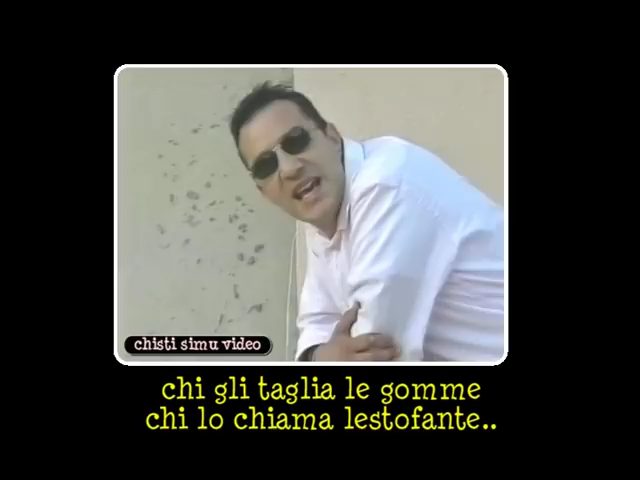 chisti simu video
chi gli taglia le gomme
chi lo chiama lestofante..